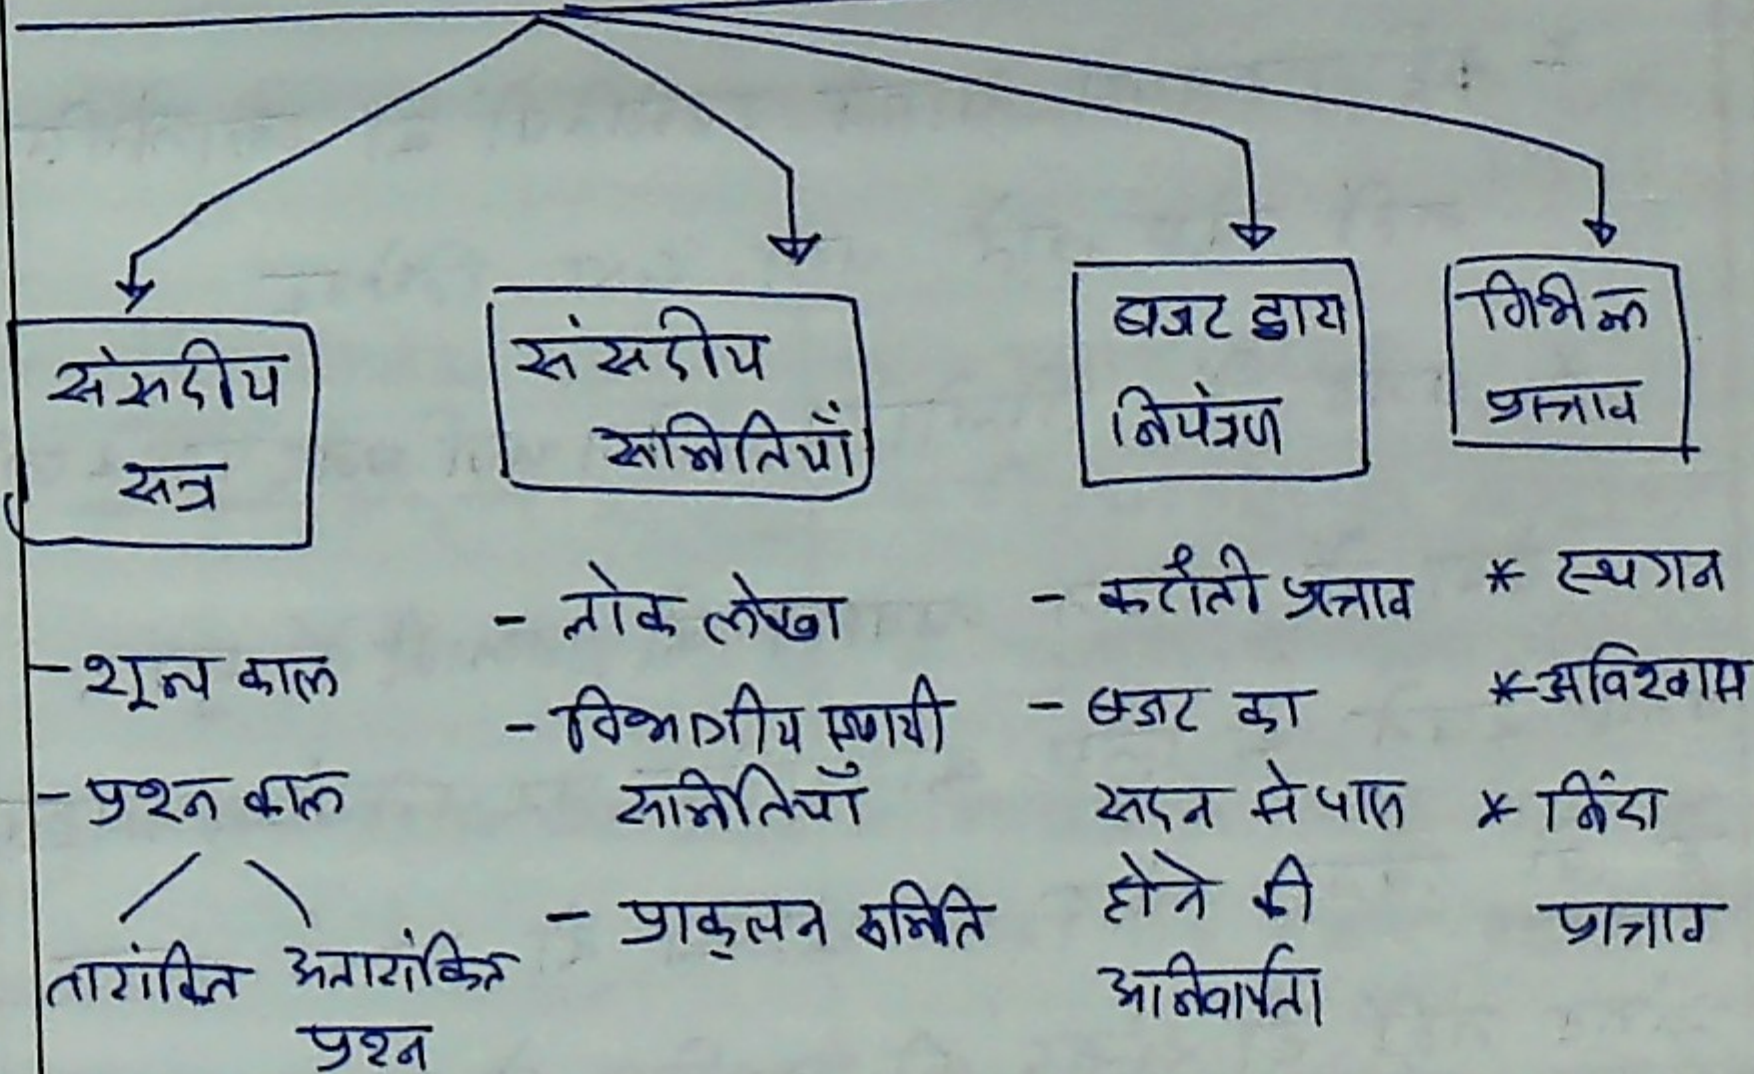 संसदीय
सत्र
- शून्य काल
- प्रश्न काल
तारांकित अतारांकित
प्रश्न
संसदीय
समितियाँ
- लोक लेखा
- विभागीय स्थायी
समितियाँ
- प्राक्लन समिति
बजट द्वारा
नियंत्रण
- कटौती प्रस्ताव
- बजट का
सदन से पास
होने की
अनिवार्यता
विभिन्न
प्रस्ताव
* स्थगन
* अविश्वास
* निंदा
प्रस्ताव